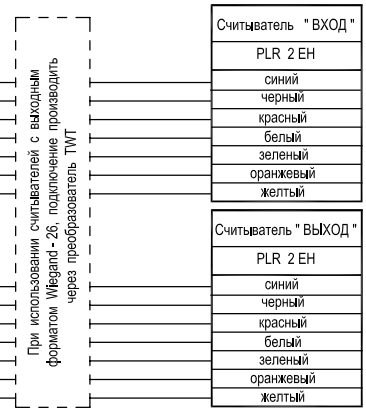 При использовании считывателей с выходным
форматом Wiegand - 26, подключение производить
через преобразователь TWT
Считыватель " ВХОД "
PLR 2 EH
синий
черный
красный
белый
зеленый
оранжевый
желтый
Считыватель " ВЫХОД "
PLR 2 EH
синий
черный
красный
белый
зеленый
оранжевый
желтый